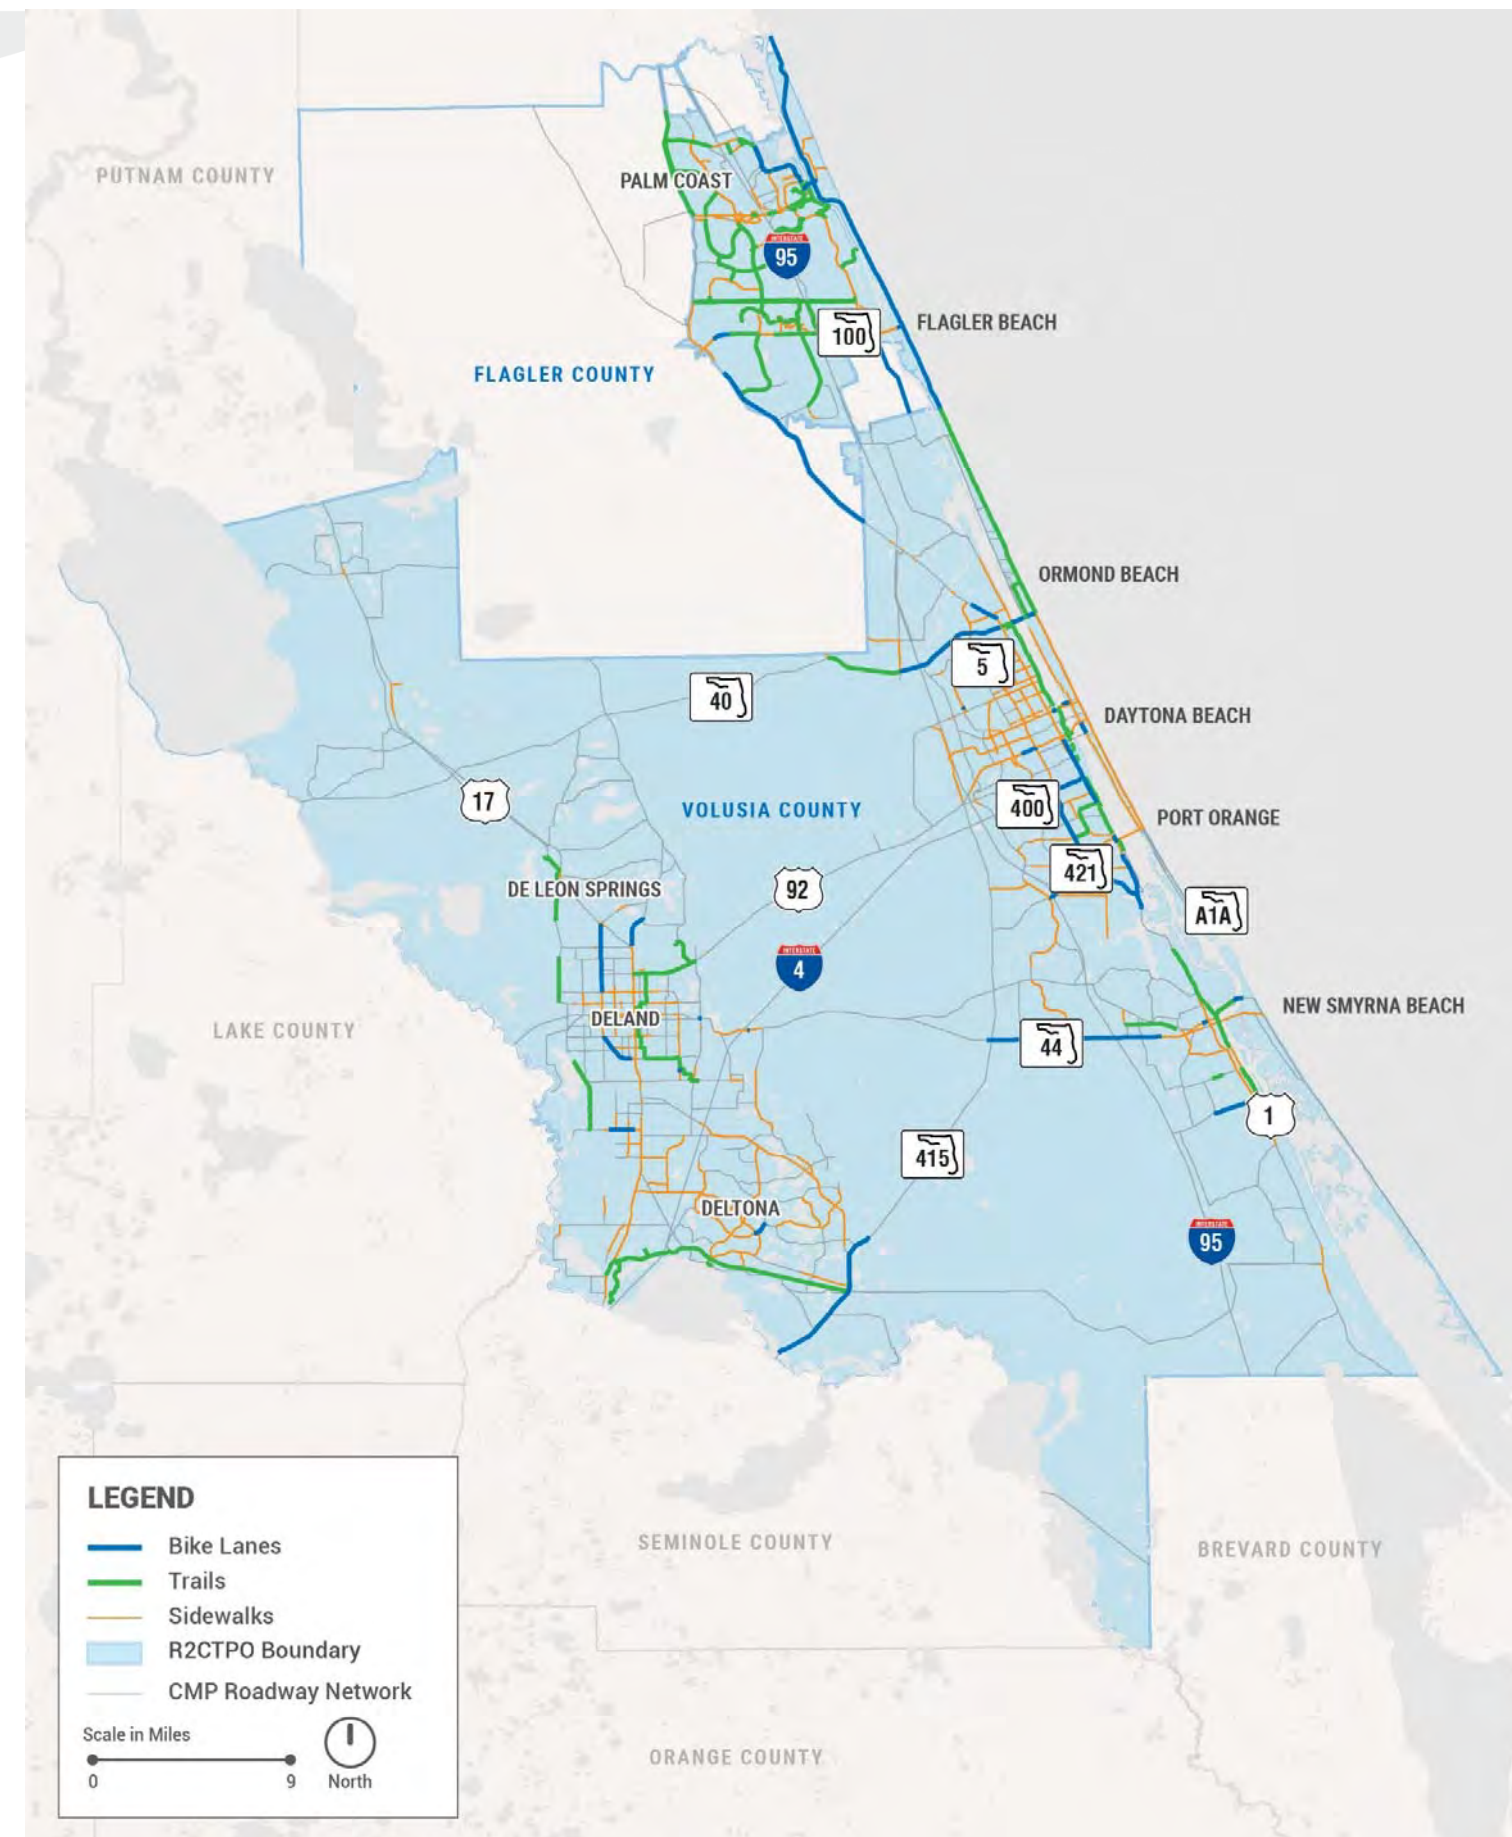 PUTNAM COUNTY
PALM COAST
INTERSTATE
95
100
FLAGLER BEACH
FLAGLER COUNTY
ORMOND BEACH
5
40
DAYTONA BEACH
17
VOLUSIA COUNTY
400
PORT ORANGE
421
DE LEON SPRINGS
92
A1A
INTERSTATE
4
NEW SMYRNA BEACH
DELAND
LAKE COUNTY
44
1
415
DELTONA
INTERSTATE
95
LEGEND
Bike Lanes
Trails
Sidewalks
R2CTPO Boundary
CMP Roadway Network
Scale in Miles
0 9 North
SEMINOLE COUNTY
BREVARD COUNTY
ORANGE COUNTY